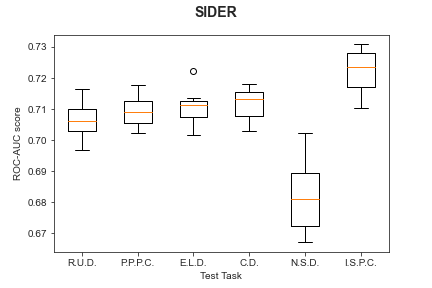 SIDER
ROC-AUC score
0.73
0.72
0.71
0.70
0.69
0.68
0.67
R.U.D. P.P.P.C. E.L.D. C.D. N.S.D. I.S.P.C.
Test Task